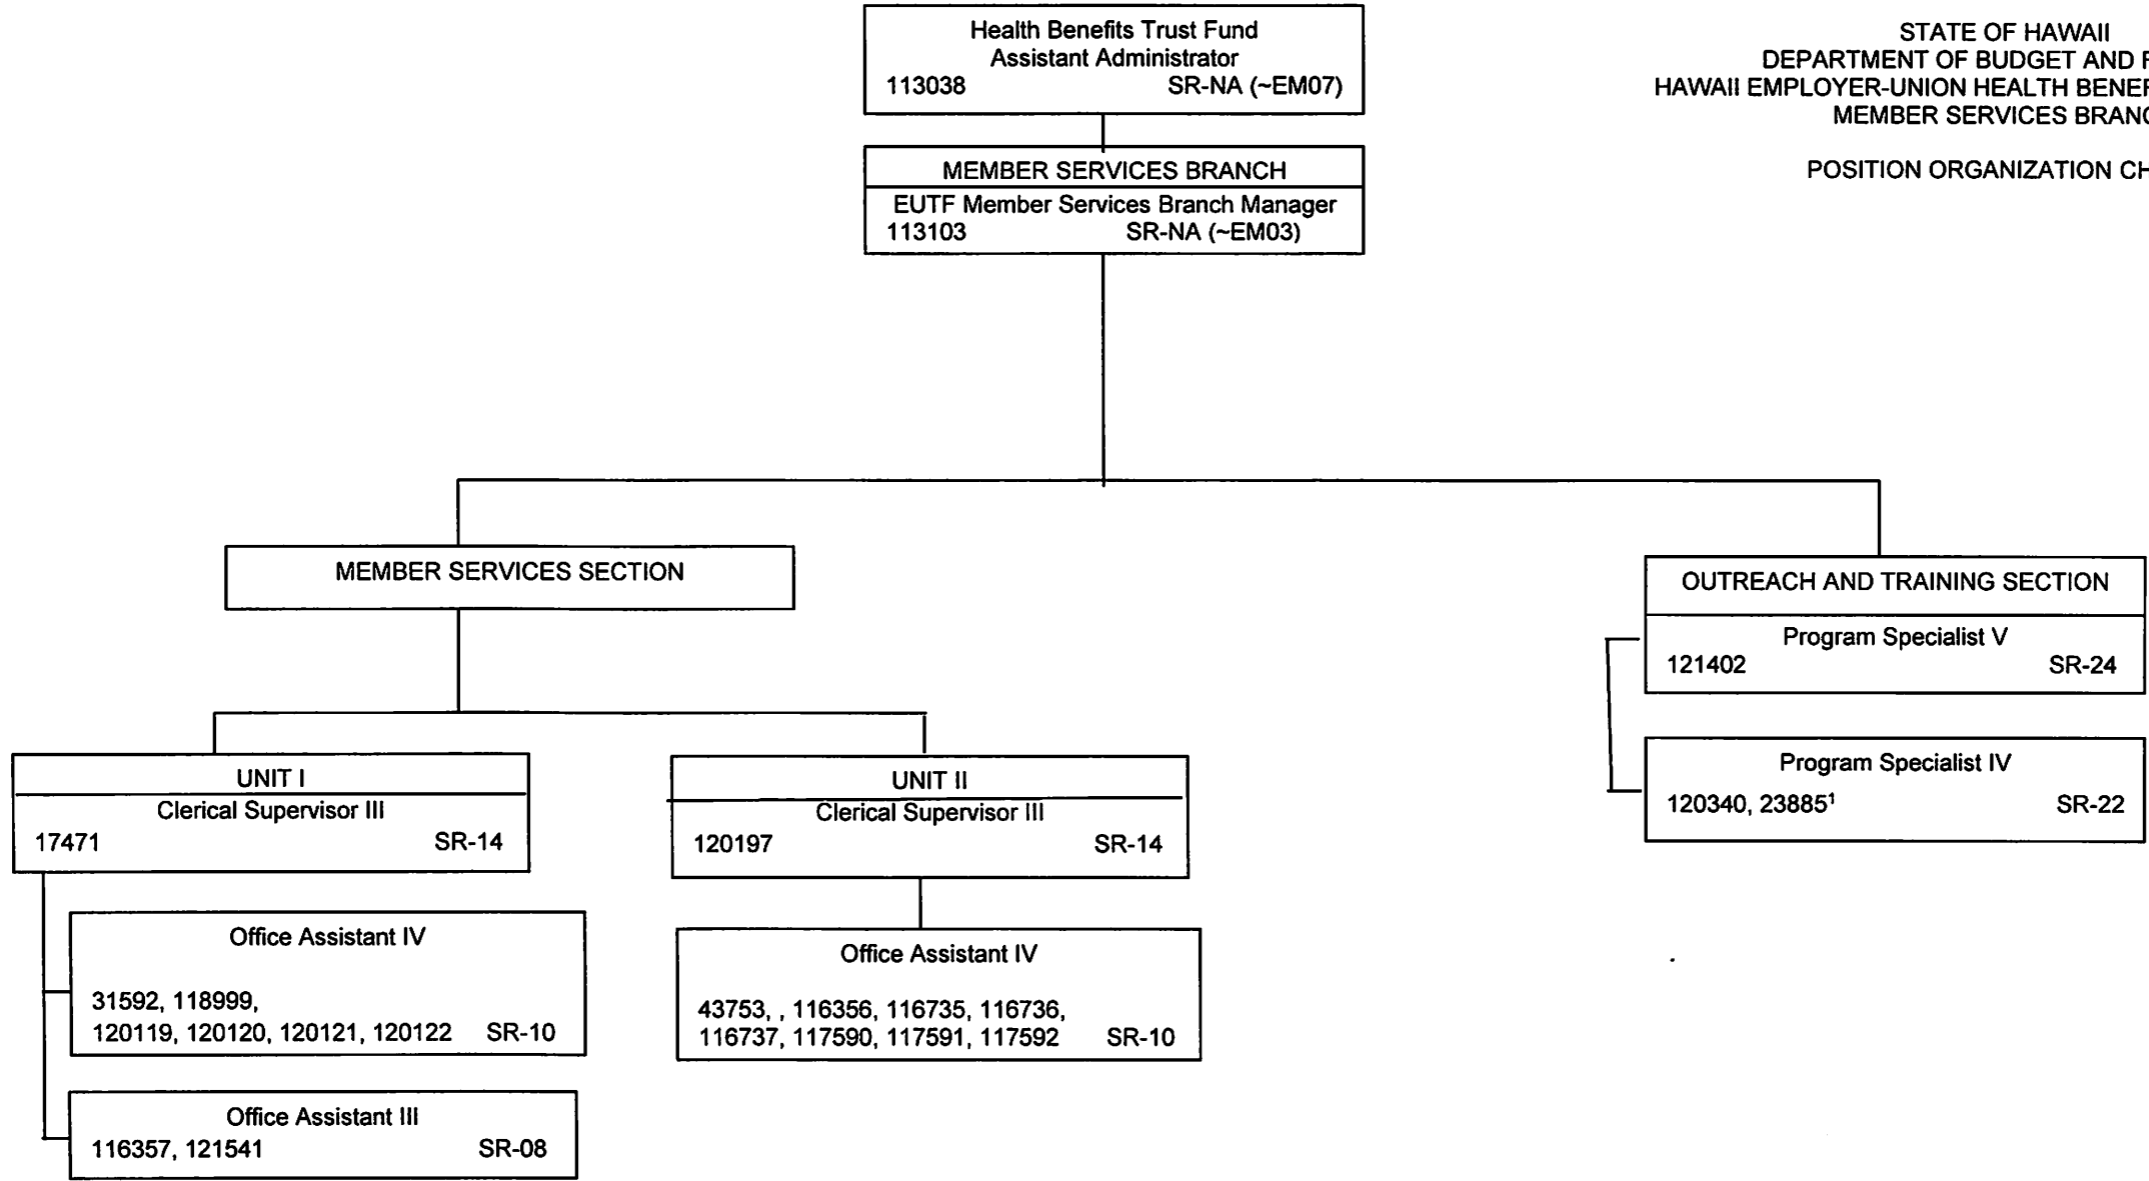 Health Benefits Trust Fund
Assistant Administrator
113038 SR-NA (~EM07)
STATE OF HAWAII
DEPARTMENT OF BUDGET AND
HAWAII EMPLOYER-UNION HEALTH
MEMBER SERVICES
POSITION ORGANIZATION
MEMBER SERVICES BRANCH
EUTF Member Services Branch Manager
113103 SR-NA (~EM03)
MEMBER SERVICES SECTION
OUTREACH AND TRAINING SECTION
Program Specialist V
121402 SR-24
Program Specialist IV
120340, 23885¹ SR-22
UNIT I
Clerical Supervisor III
17471 SR-14
UNIT II
Clerical Supervisor III
120197 SR-14
Office Assistant IV
31592, 118999,
120119, 120120, 120121, 120122 SR-10
Office Assistant IV
43753, , 116356, 116735, 116736,
116737, 117590, 117591, 117592 SR-10
Office Assistant III
116357, 121541 SR-08